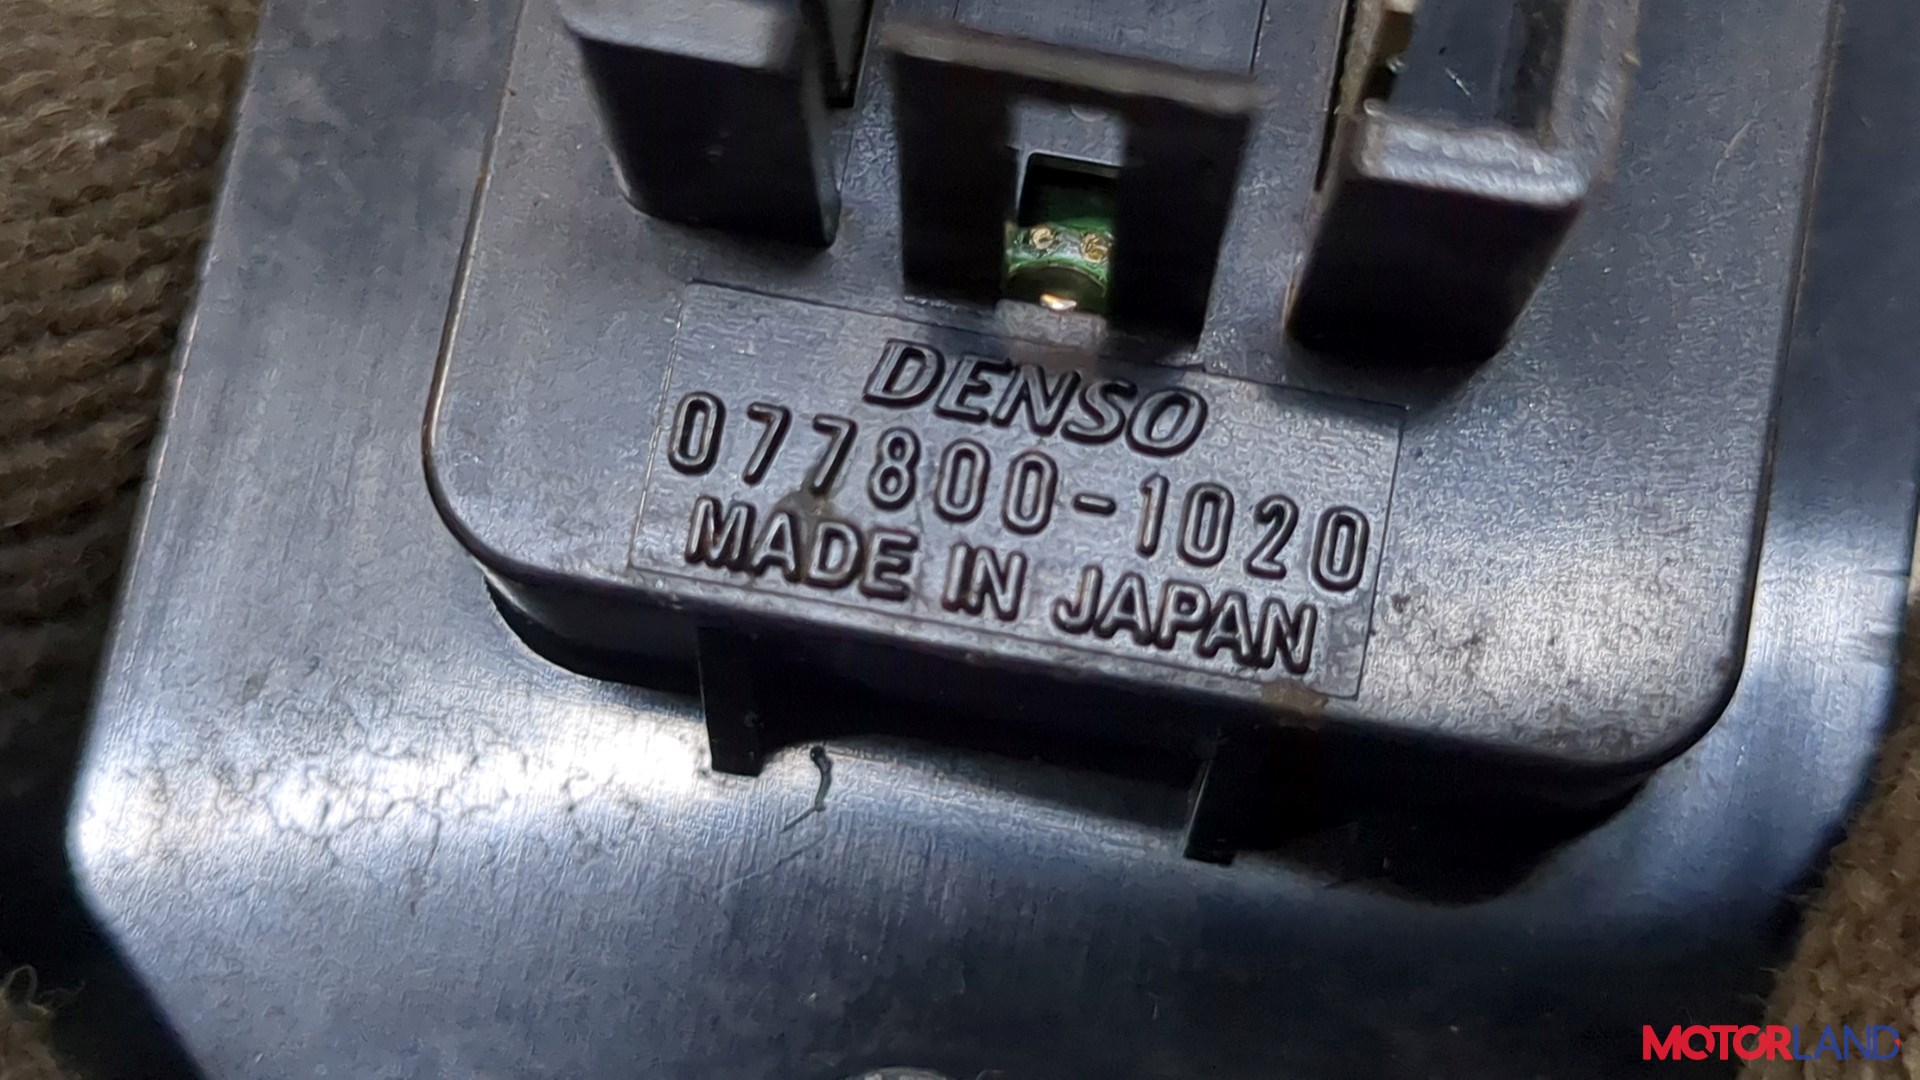 DENSO
077800-1020
MADE IN JAPAN
MOTORLAND